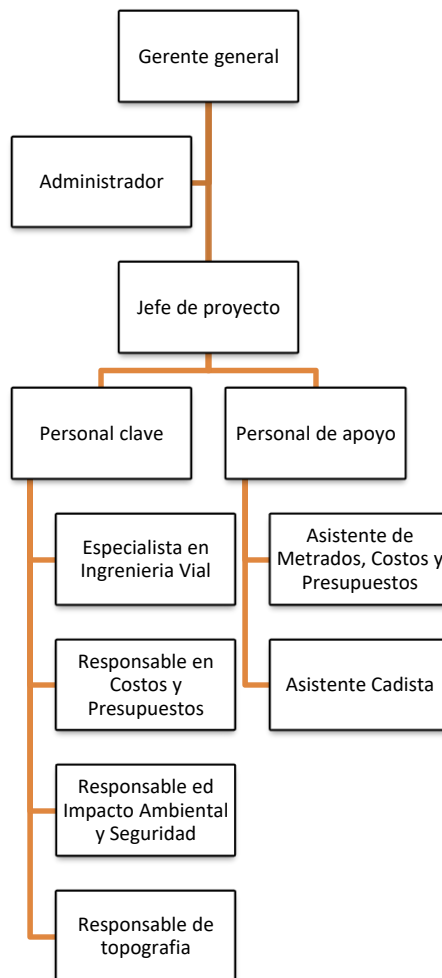 Gerente general
Administrador
Jefe de proyecto
Personal clave
Personal de apoyo
Especialista en
Ingrenieria Vial
Asistente de
Metrados, Costos y
Presupuestos
Responsable en
Costos y
Presupuestos
Asistente Cadista
Responsable ed
Impacto Ambiental
y Seguridad
Responsable de
topografia